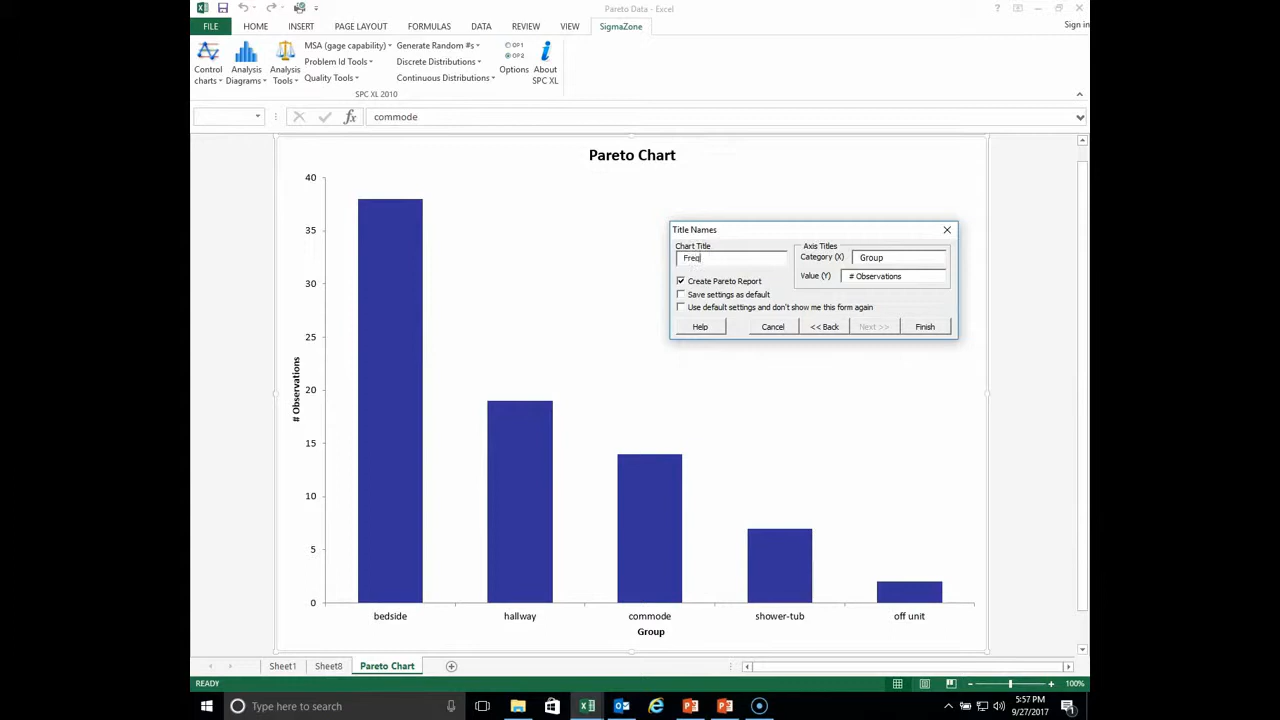 Pareto Data - Excel
?
FILE HOME INSERT PAGE LAYOUT FORMULAS DATA REVIEW VIEW SigmaZone Sign in
Control charts
Analysis Diagrams
Analysis Tools
MSA (gage capability)
Problem Id Tools
Quality Tools
Generate Random #s
Discrete Distributions
Continuous Distributions
OP1
OP2
Options
About SPC XL
SPC XL 2010
fx commode
Pareto Chart
40
35
30
25
20
15
10
5
0
# Observations
bedside hallway commode shower-tub off unit
Group
Title Names
Chart Title
Freq
Axis Titles
Category (X) Group
Value (Y) # Observations
Create Pareto Report
Save settings as default
Use default settings and don't show me this form again
Help Cancel << Back Next >> Finish
Sheet1 Sheet8 Pareto Chart
READY 100%
Type here to search
5:57 PM
9/27/2017